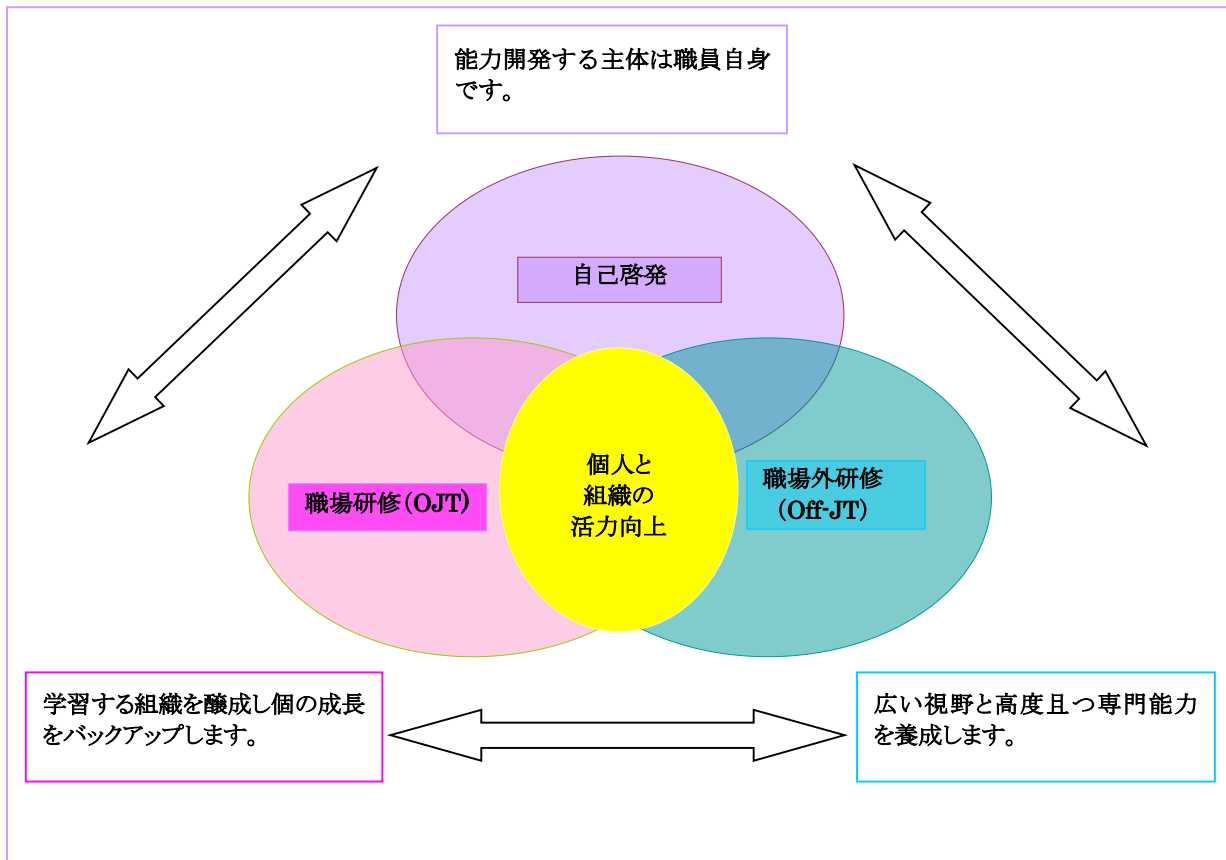 能力開発する主体は職員自身
です。
自己啓発
個人と
組織の
活力向上
職場研修（OJT)
職場外研修
（Off-JT）
学習する組織を醸成し個の成長
をバックアップします。
広い視野と高度且つ専門能力
を養成します。